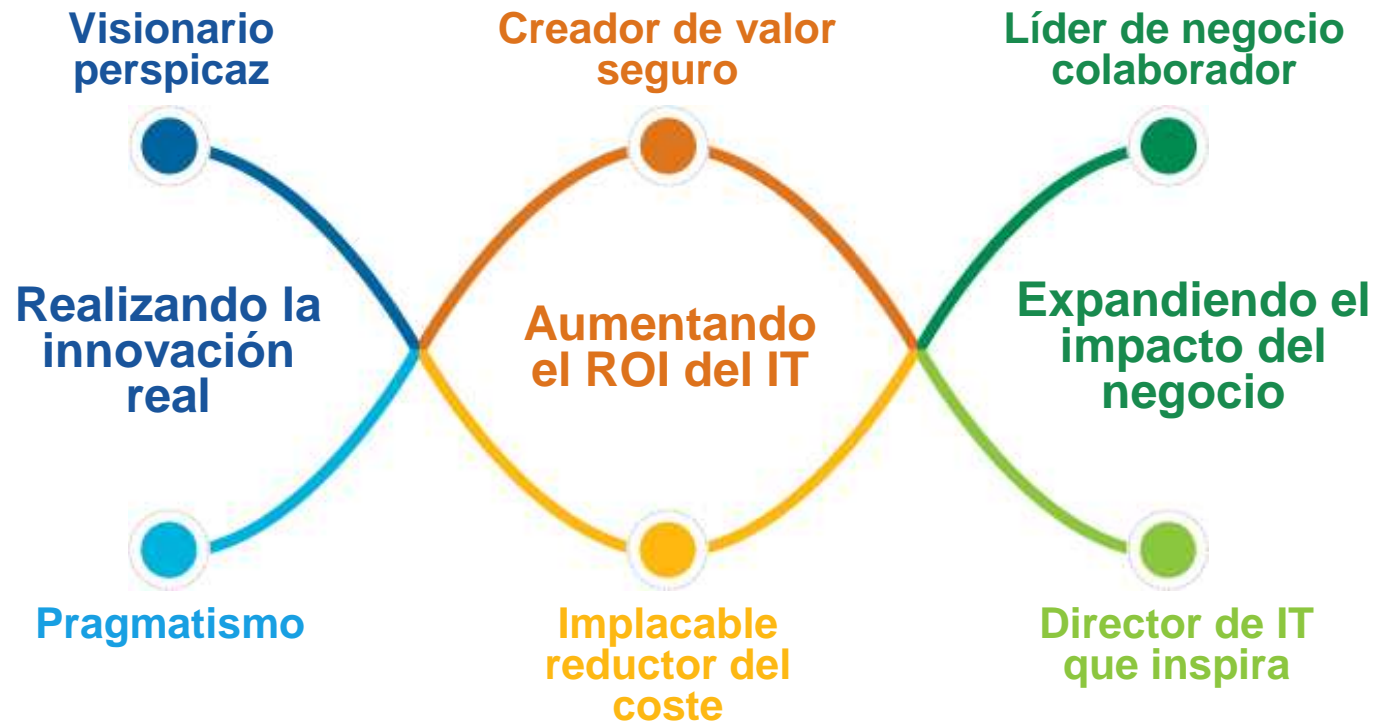 Visionario
perspicaz
Creador de valor
seguro
Líder de negocio
colaborador
Realizando la
innovación
real
Aumentando
el ROI del IT
Expandiendo el
impacto del
negocio
Pragmatismo
Implacable
reductor del
coste
Director de IT
que inspira